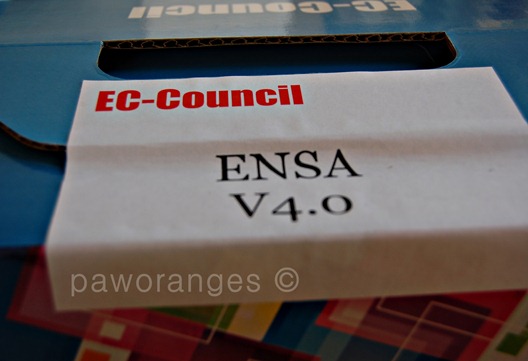 EC-Council
EC-Council
ENSA
V4.0
paworanges ©